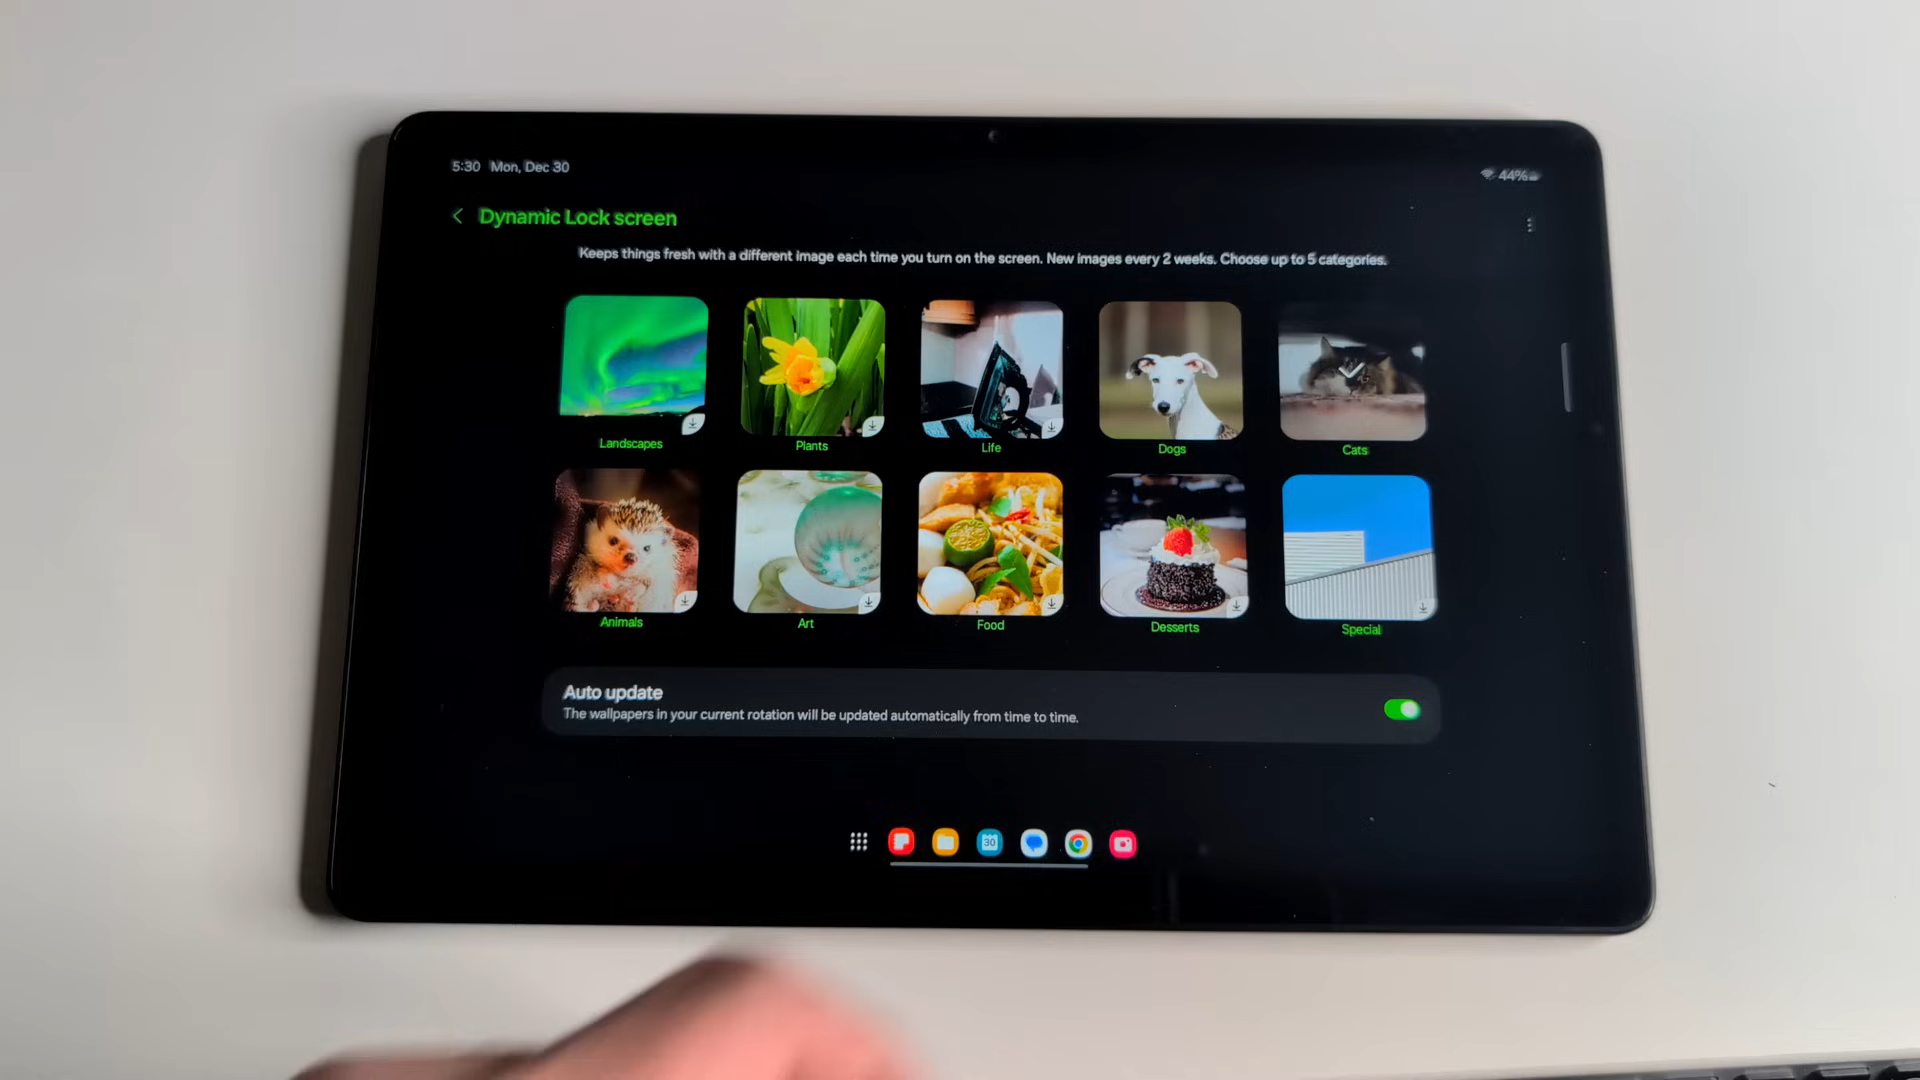 5:30 Mon, Dec 30
44%
Dynamic Lock screen
Keeps things fresh with a different image each time you turn on the screen. New images every 2 weeks. Choose up to 5 categories.
Landscapes
Plants
Life
Dogs
Cats
Animals
Art
Food
Desserts
Special
Auto update
The wallpapers in your current rotation will be updated automatically from time to time.
30